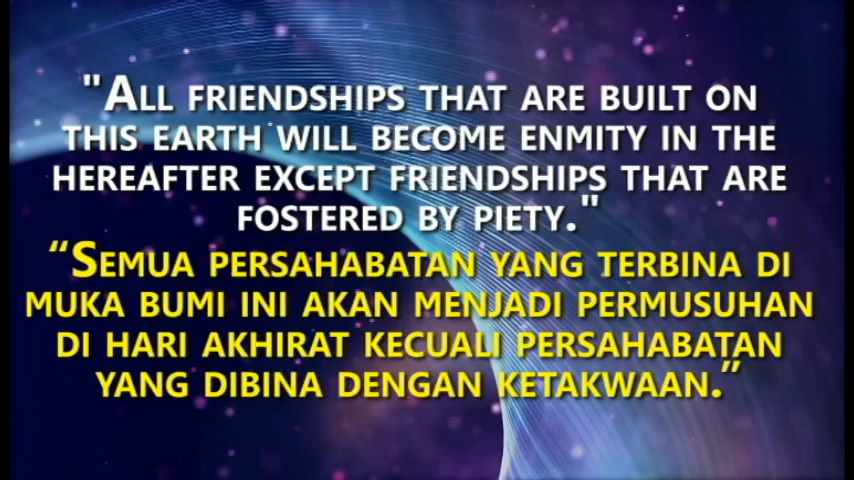 "ALL FRIENDSHIPS THAT ARE BUILT ON
THIS EARTH WILL BECOME ENMITY IN THE
HEREAFTER EXCEPT FRIENDSHIPS THAT ARE
FOSTERED BY PIETY."
“SEMUA PERSAHABATAN YANG TERBINA DI
MUKA BUMI INI AKAN MENJADI PERMUSUHAN
DI HARI AKHIRAT KECUALI PERSAHABATAN
YANG DIBINA DENGAN KETAKWAAN.”